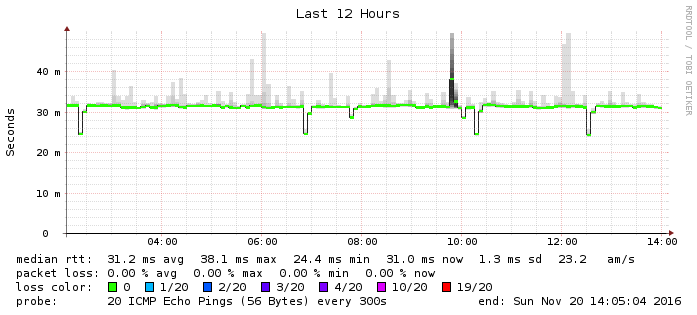 Last 12 Hours
RRDTOOL / TOBI OETIKER
Seconds
40 m
30 m
20 m
10 m
0
04:00 06:00 08:00 10:00 12:00 14:00
median rtt: 31.2 ms avg 38.1 ms max 24.4 ms min 31.0 ms now 1.3 ms sd 23.2 am/s
packet loss: 0.00 % avg 0.00 % max 0.00 % min 0.00 % now
loss color: 0 1/20 2/20 3/20 4/20 10/20 19/20
probe: 20 ICMP Echo Pings (56 Bytes) every 300s end: Sun Nov 20 14:05:04 2016